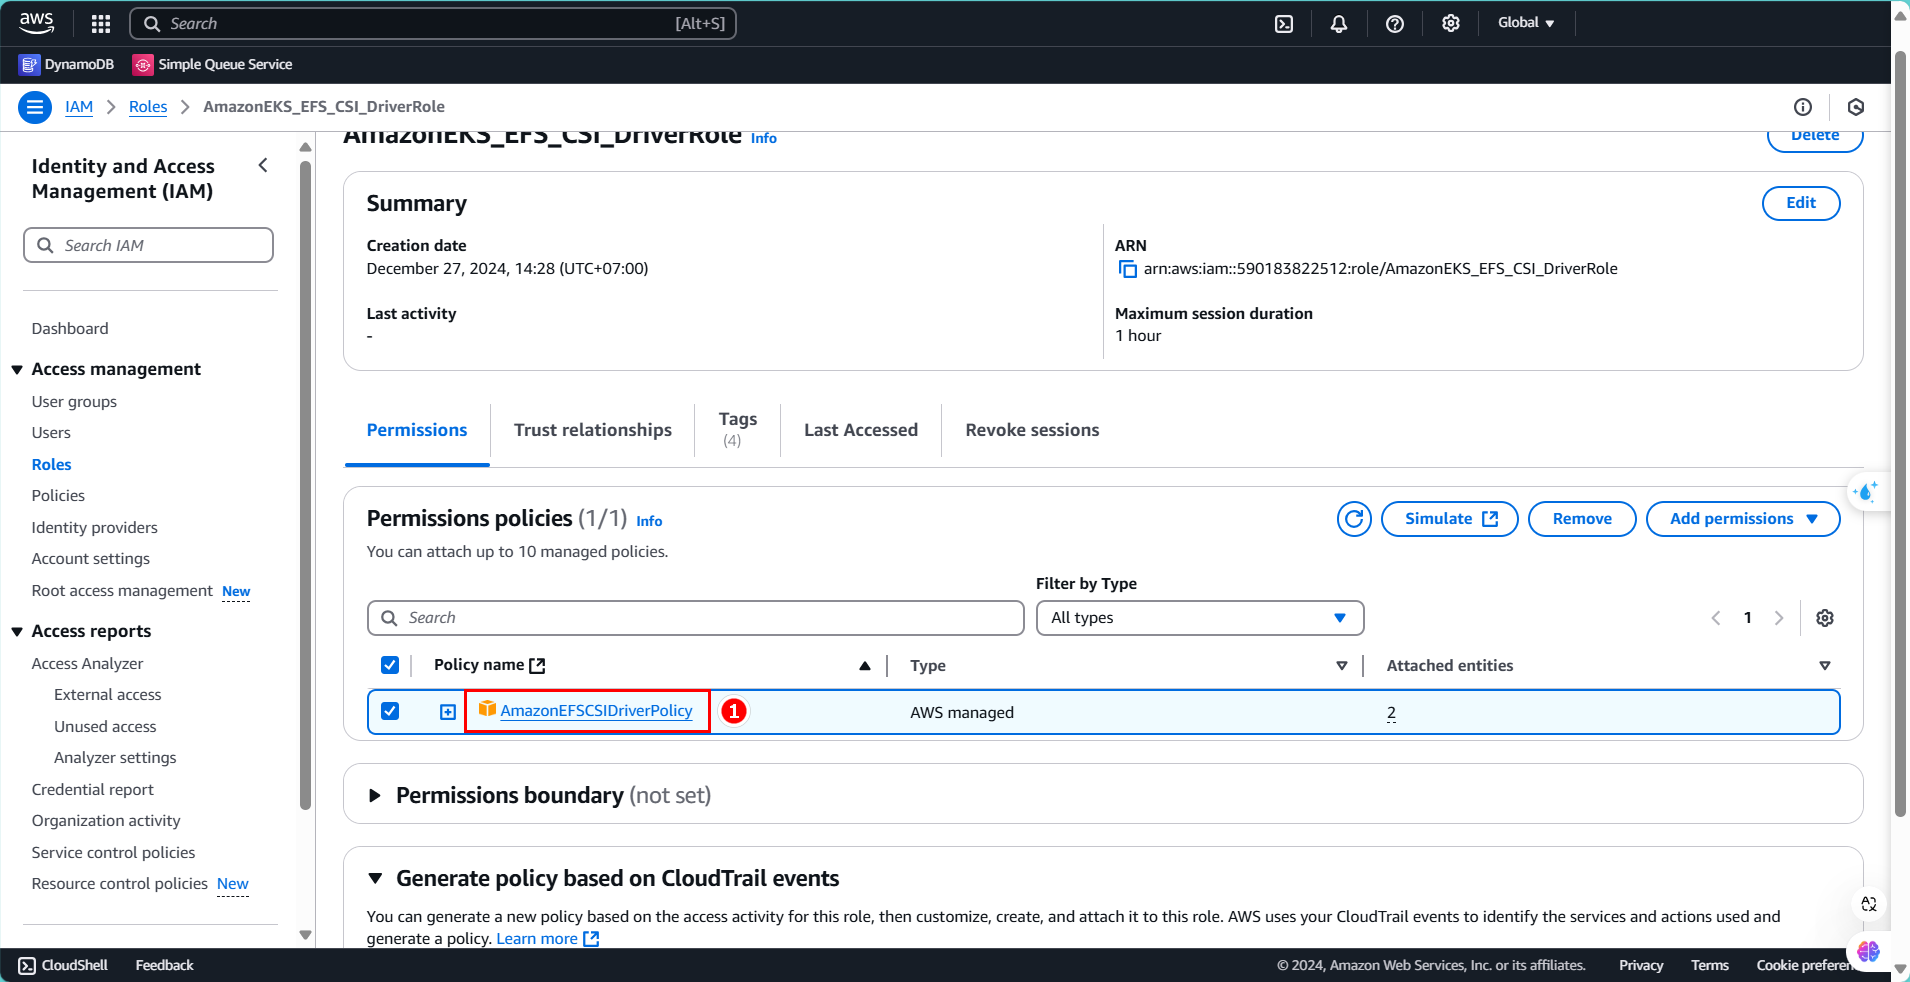 aws
Search [Alt+S]
Global
DynamoDB Simple Queue Service
IAM Roles AmazonEKS_EFS_CSI_DriverRole
Identity and Access
Management (IAM)
Search IAM
Dashboard
Access management
User groups
Users
Roles
Policies
Identity providers
Account settings
Root access management New
Access reports
Access Analyzer
External access
Unused access
Analyzer settings
Credential report
Organization activity
Service control policies
Resource control policies New
AmazonEKS_EFS_CSI_DriverRole Info
Delete
Summary
Edit
Creation date
December 27, 2024, 14:28 (UTC+07:00)
ARN
arn:aws:iam::590183822512:role/AmazonEKS_EFS_CSI_DriverRole
Last activity
-
Maximum session duration
1 hour
Permissions
Trust relationships
Tags
(4)
Last Accessed
Revoke sessions
Permissions policies (1/1) Info
You can attach up to 10 managed policies.
Simulate
Remove
Add permissions
Filter by Type
Search
All types
1
Policy name
Type
Attached entities
AmazonEFSCSIDriverPolicy
1
AWS managed
2
Permissions boundary (not set)
Generate policy based on CloudTrail events
You can generate a new policy based on the access activity for this role, then customize, create, and attach it to this role. AWS uses your CloudTrail events to identify the services and actions used and
generate a policy. Learn more
CloudShell Feedback
© 2024, Amazon Web Services, Inc. or its affiliates. Privacy Terms Cookie preferen